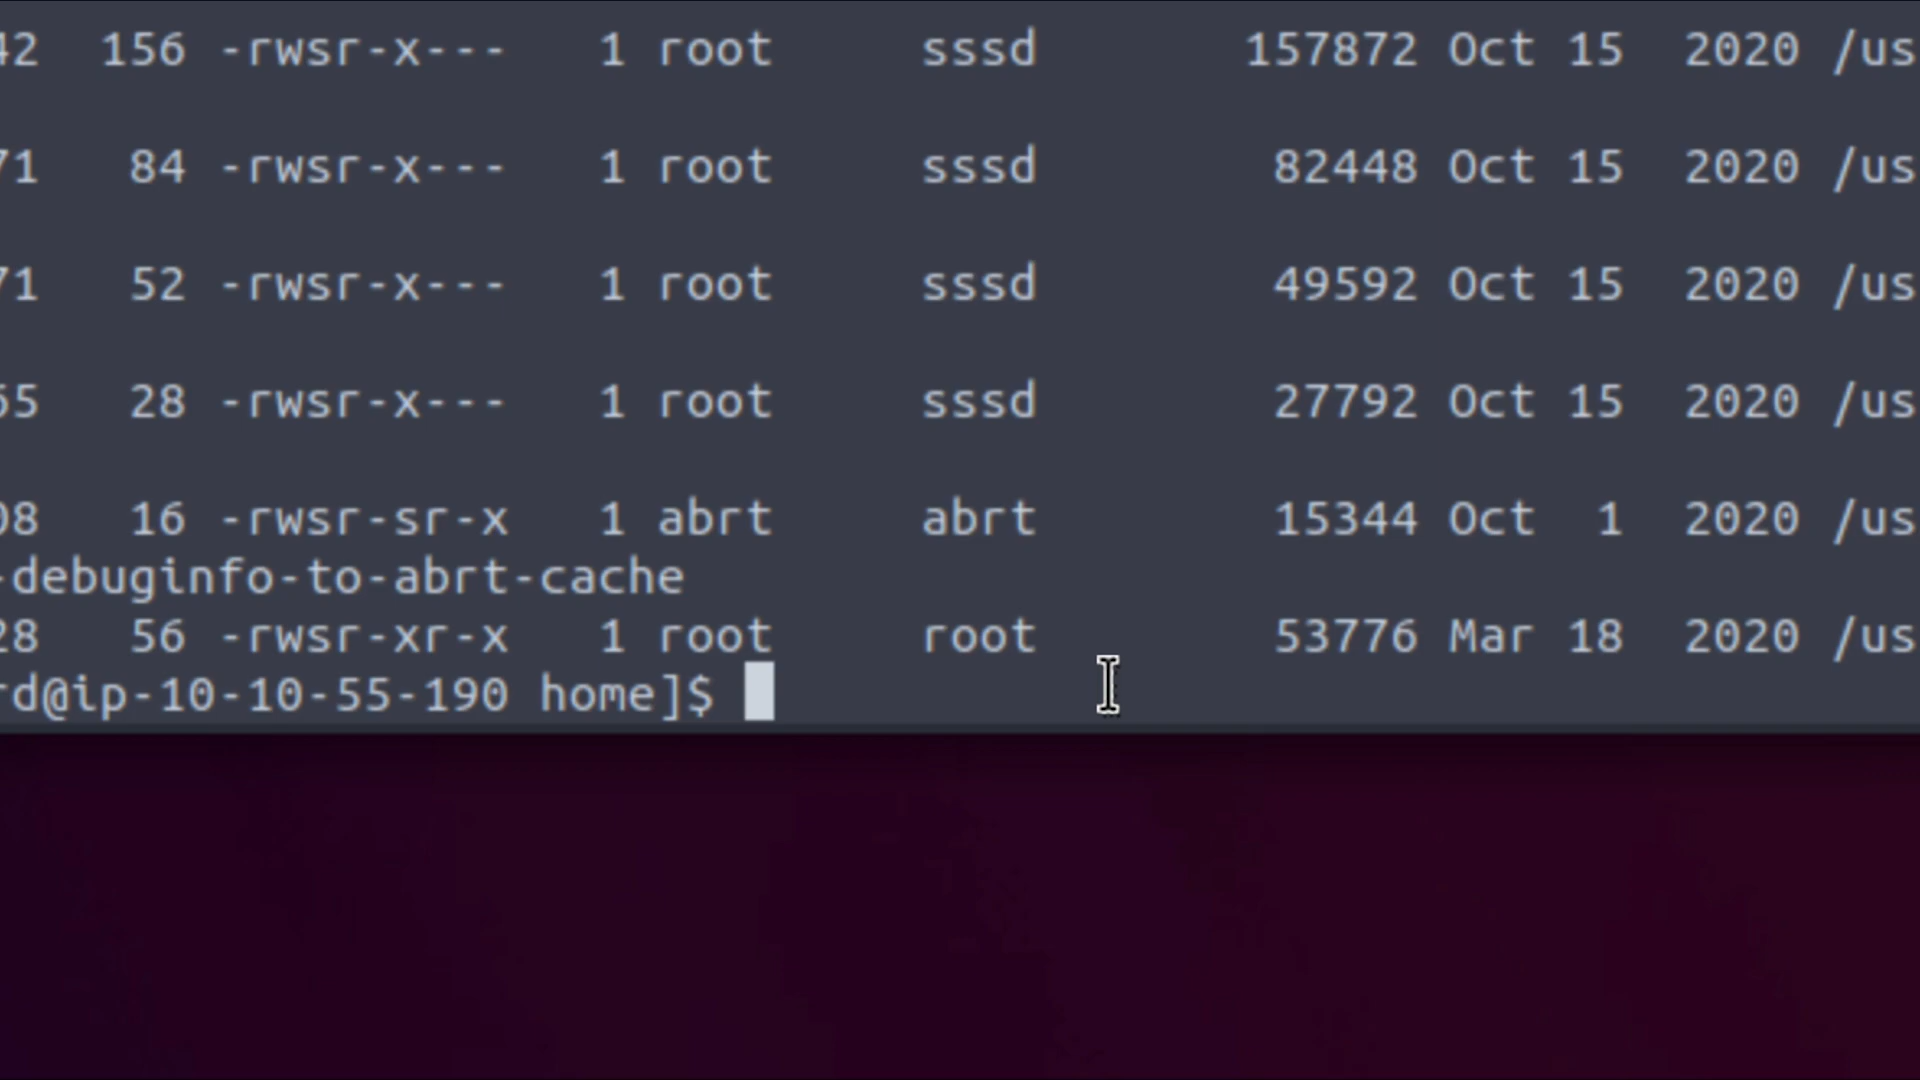 42 156 -rwsr-x--- 1 root sssd 157872 Oct 15 2020 /us
71 84 -rwsr-x--- 1 root sssd 82448 Oct 15 2020 /us
71 52 -rwsr-x--- 1 root sssd 49592 Oct 15 2020 /us
65 28 -rwsr-x--- 1 root sssd 27792 Oct 15 2020 /us
08 16 -rwsr-sr-x 1 abrt abrt 15344 Oct 1 2020 /us
-debuginfo-to-abrt-cache
28 56 -rwsr-xr-x 1 root root 53776 Mar 18 2020 /us
rd@ip-10-10-55-190 home]$